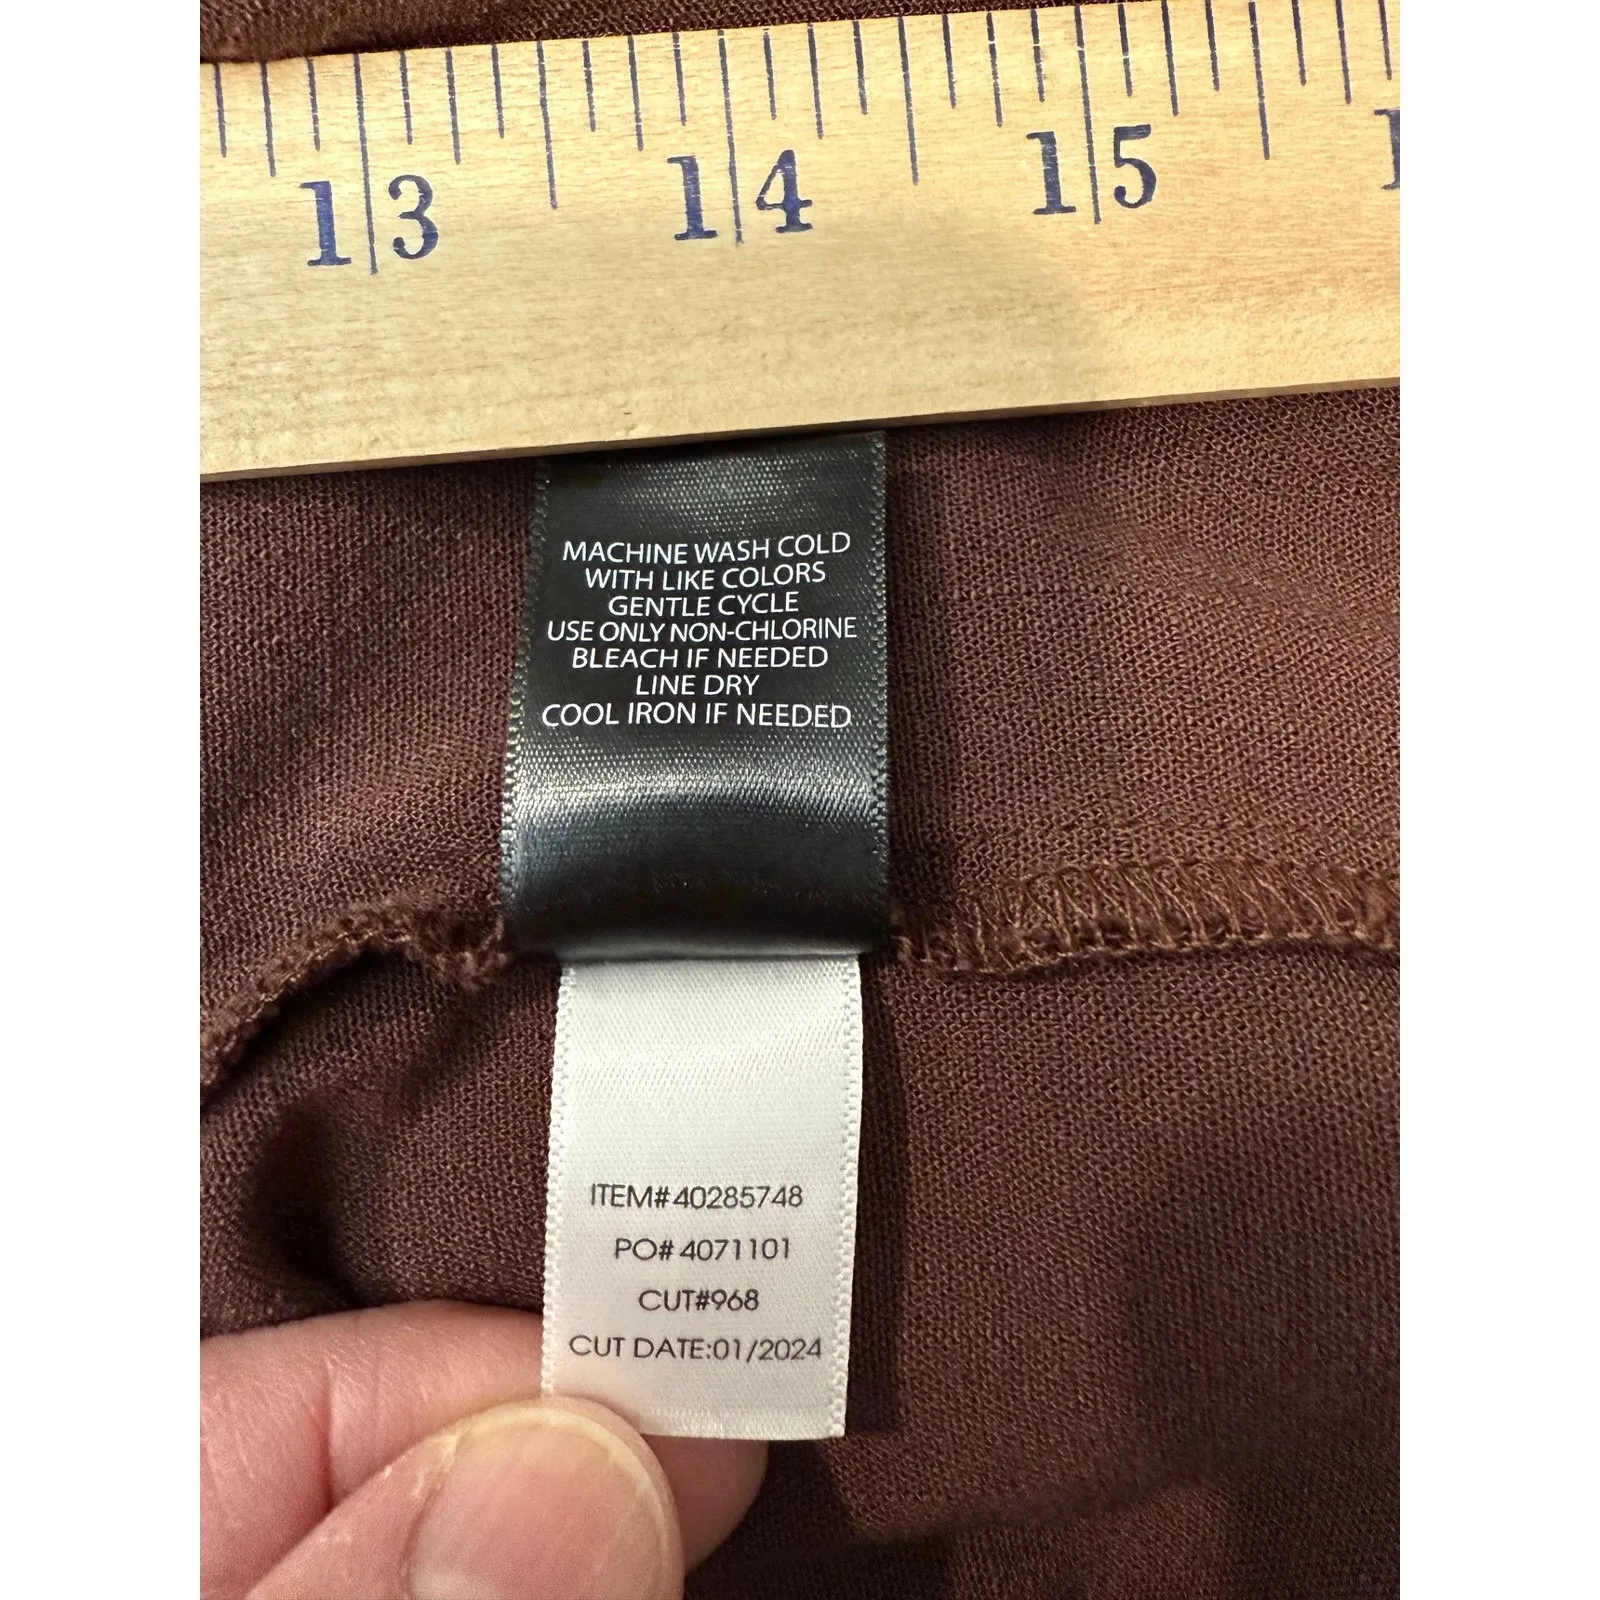 13 14 15
MACHINE WASH COLD
WITH LIKE COLORS
GENTLE CYCLE
USE ONLY NON-CHLORINE
BLEACH IF NEEDED
LINE DRY
COOL IRON IF NEEDED
ITEM#40285748
PO# 4071101
CUT#968
CUT DATE:01/2024